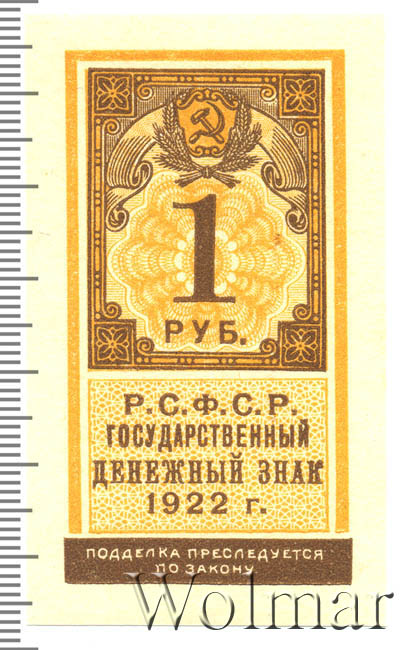 1
РУБ.
Р.С.Ф.С.Р.
ГОСУДАРСТВЕННЫЙ
ДЕНЕЖНЫЙ ЗНАК
1922 г.
ПОДДЕЛКА ПРЕСЛЕДУЕТСЯ
ПО ЗАКОНУ
Wolmar